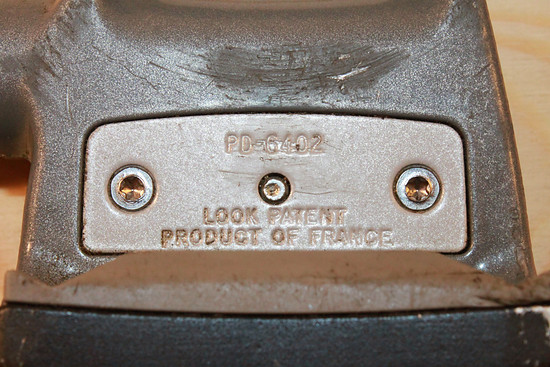 PD-6402
LOOK PATENT
PRODUCT OF FRANCE